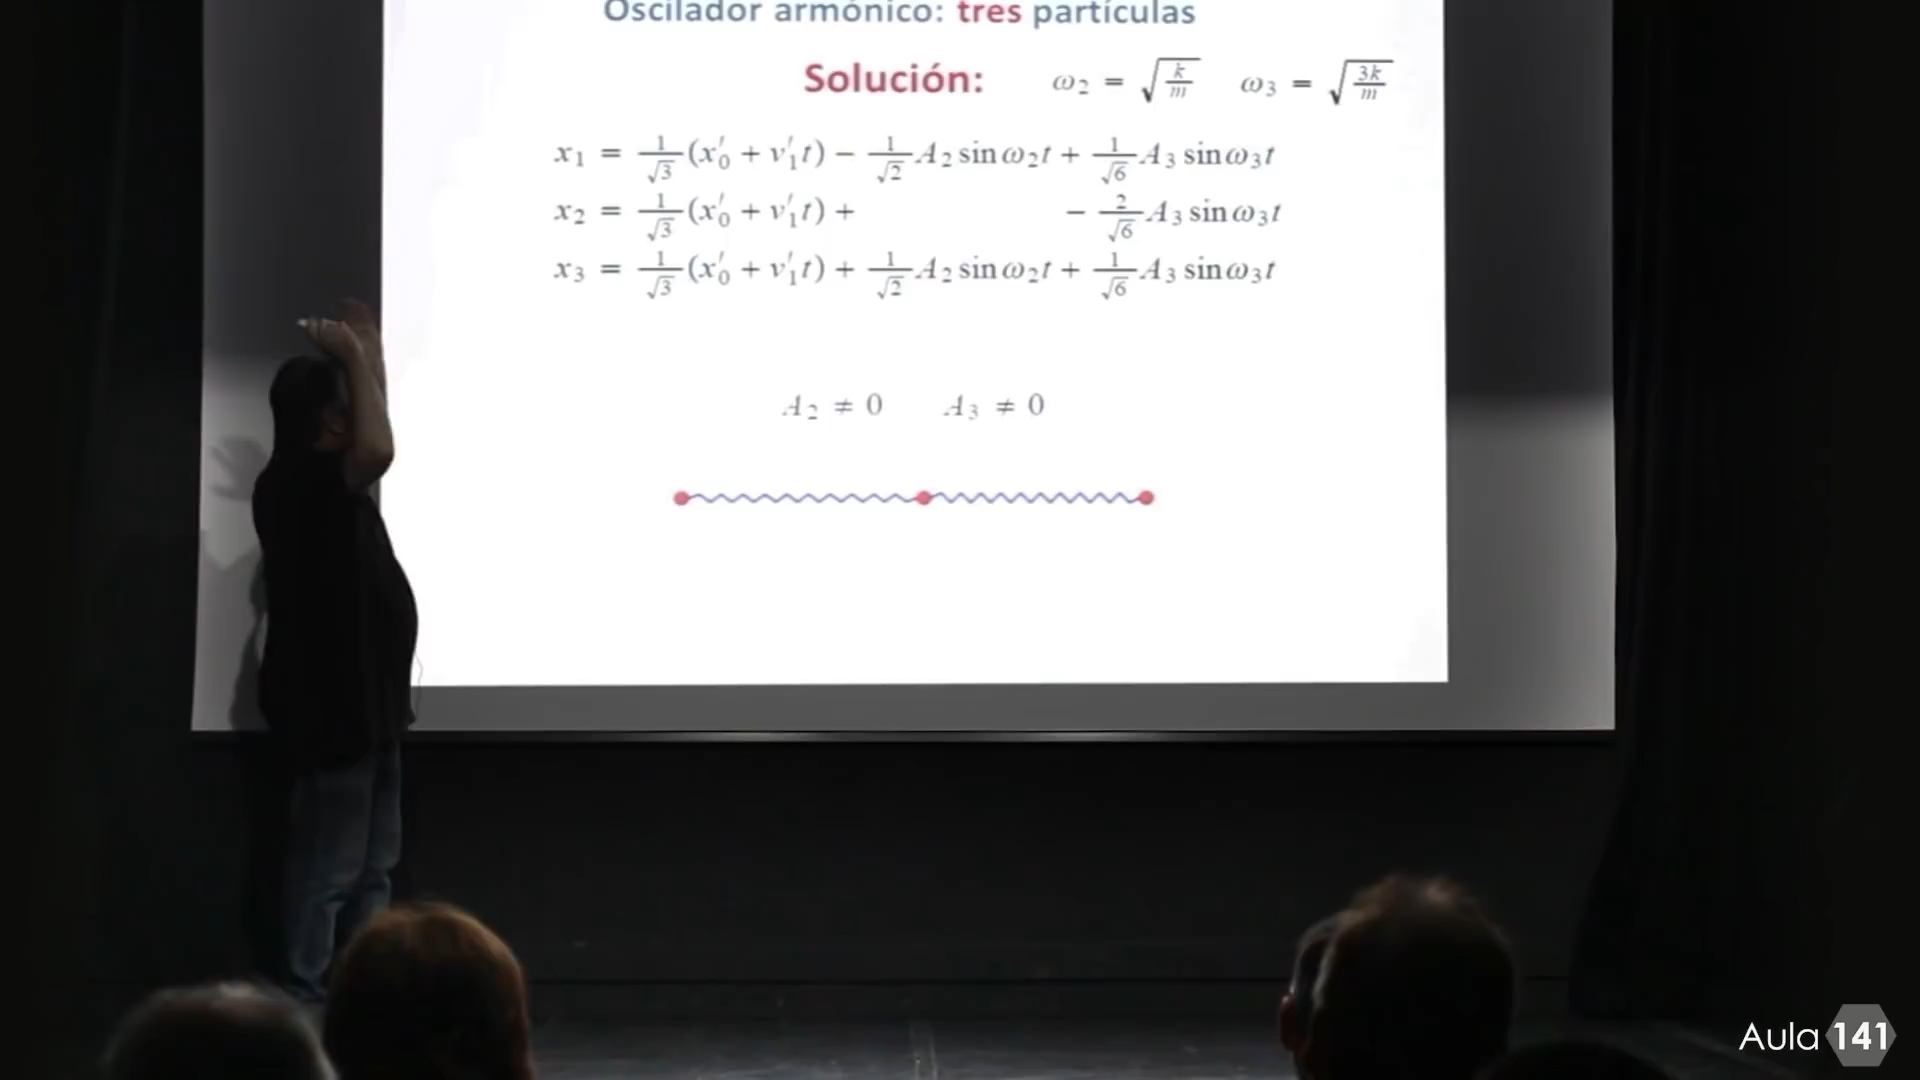 Oscilador armónico: tres partículas
Solución: ω₂ = √(k/m) ω₃ = √(3k/m)
x₁ = 1/√3 (x′₀ + v′₁t) − 1/√2 A₂ sin ω₂t + 1/√6 A₃ sin ω₃t
x₂ = 1/√3 (x′₀ + v′₁t) + − 2/√6 A₃ sin ω₃t
x₃ = 1/√3 (x′₀ + v′₁t) + 1/√2 A₂ sin ω₂t + 1/√6 A₃ sin ω₃t
A₂ ≠ 0 A₃ ≠ 0
Aula 141